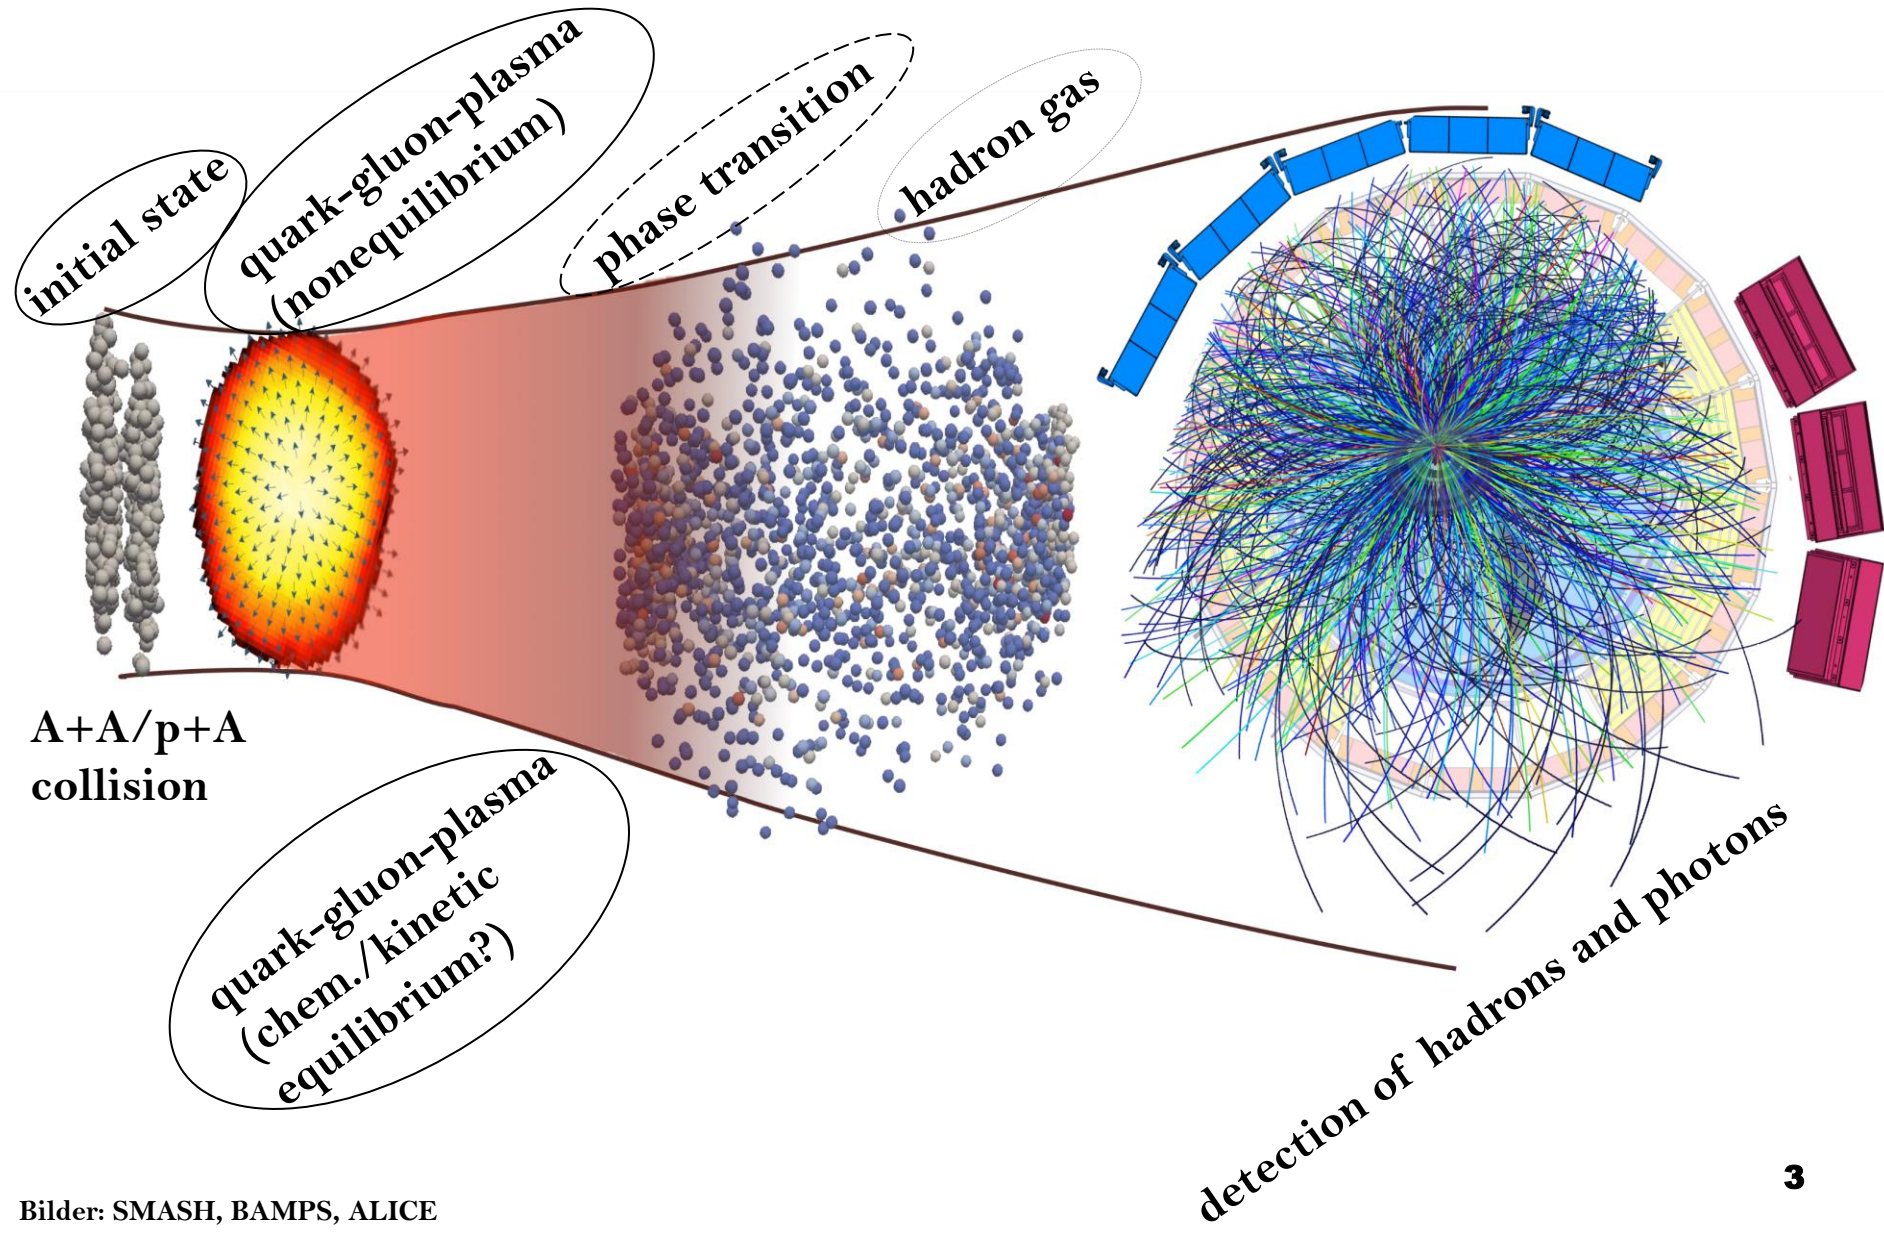 initial state
quark-gluon-plasma
(nonequilibrium)
phase transition
hadron gas
A+A/p+A
collision
quark-gluon-plasma
(chem./kinetic
equilibrium?)
detection of hadrons and photons
3
Bilder: SMASH, BAMPS, ALICE